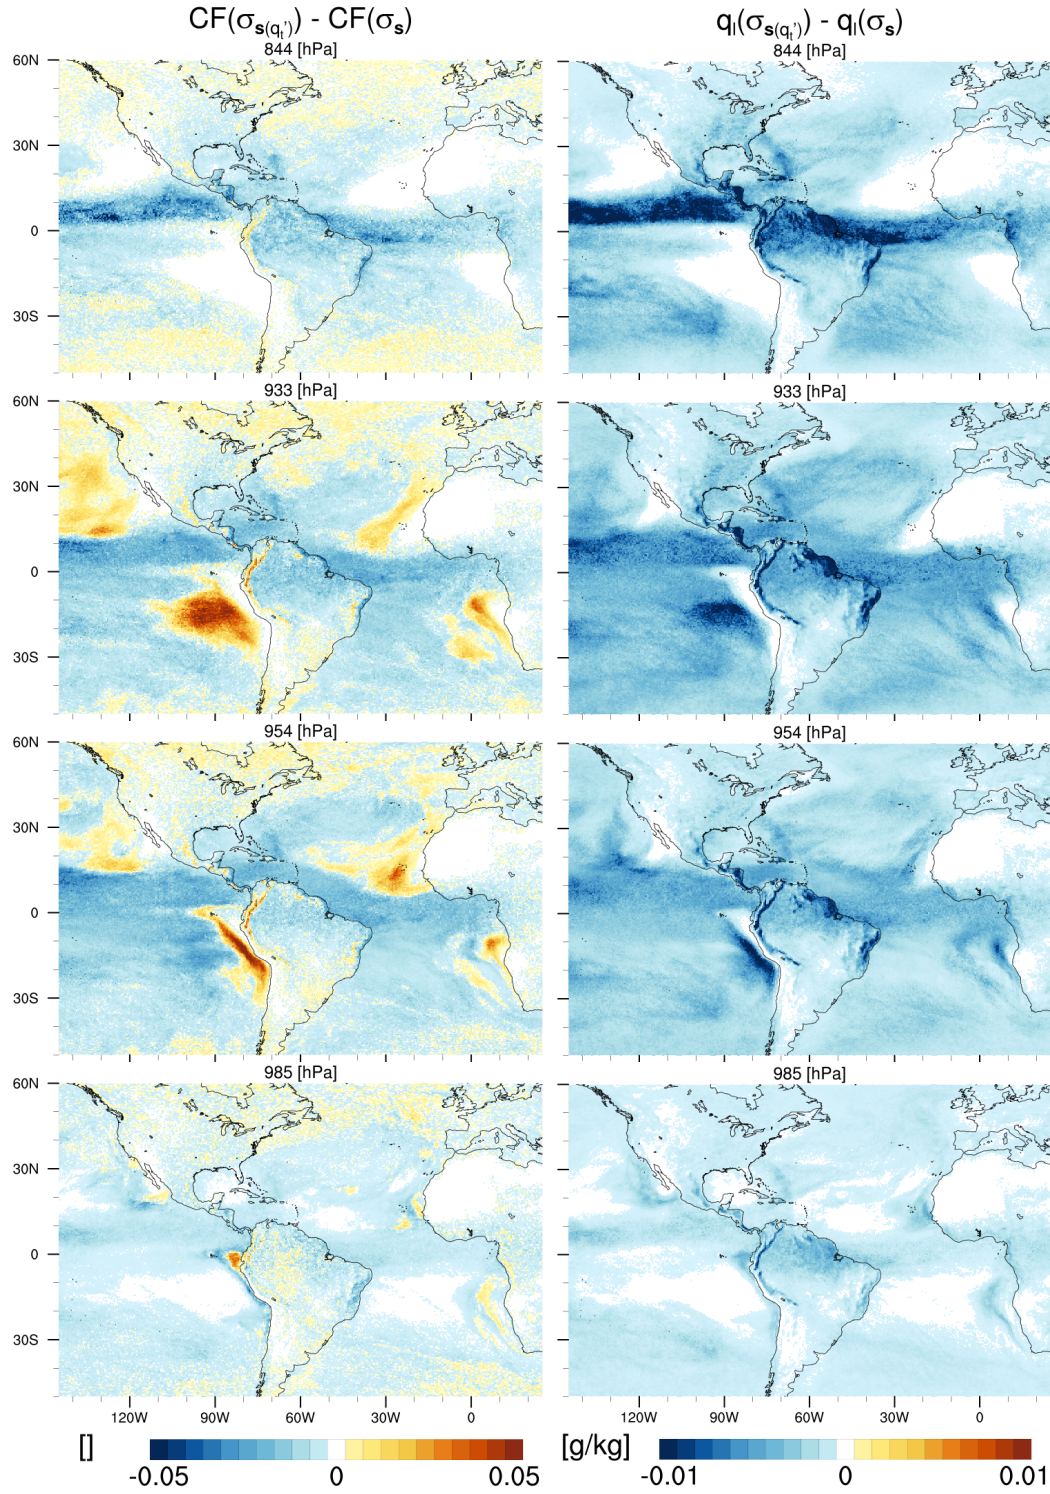 CF(σs(qt')) - CF(σs) ql(σs(qt')) - ql(σs)
844 [hPa] 844 [hPa]
60N
30N
0
30S
933 [hPa] 933 [hPa]
60N
30N
0
30S
954 [hPa] 954 [hPa]
60N
30N
0
30S
985 [hPa] 985 [hPa]
60N
30N
0
30S
120W 90W 60W 30W 0 120W 90W 60W 30W 0
[] [g/kg]
-0.05 0 0.05 -0.01 0 0.01